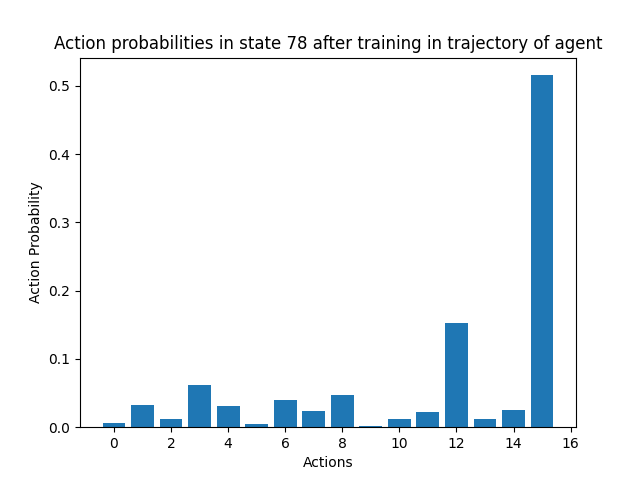 Action probabilities in state 78 after training in trajectory of agent
0.5
0.4
0.3
0.2
0.1
0.0
Action Probability
0 2 4 6 8 10 12 14 16
Actions